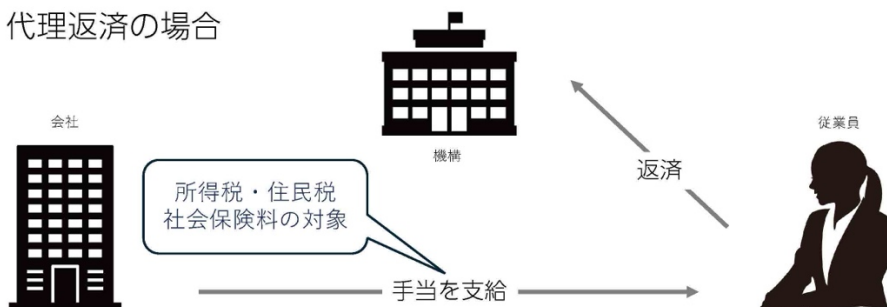 代理返済の場合
会社
機構
従業員
所得税・住民税
社会保険料の対象
返済
手当を支給